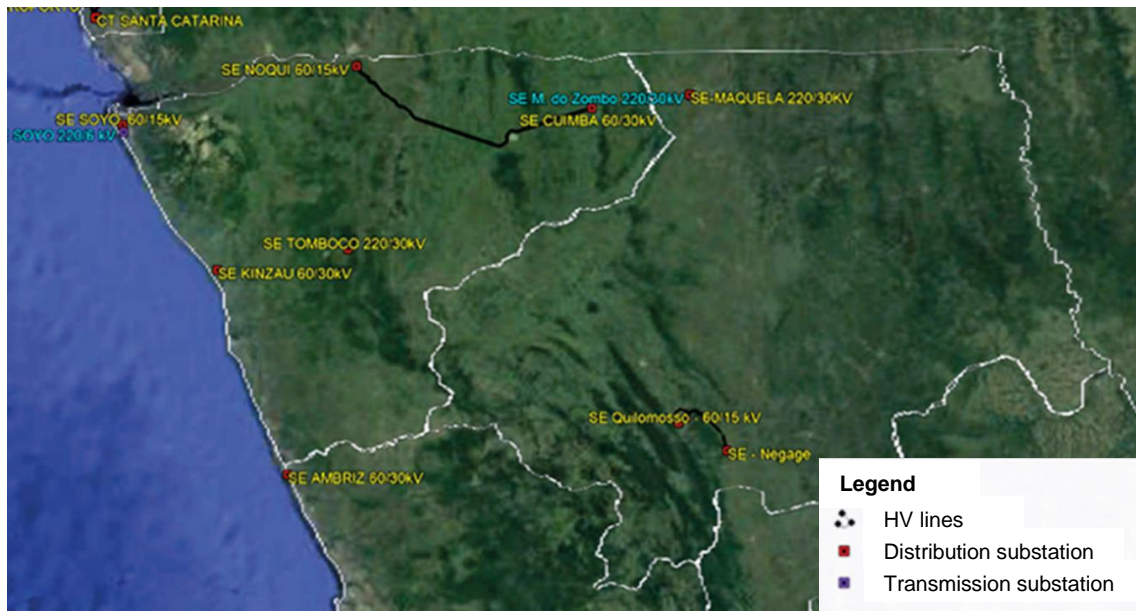 CT SANTA CATARINA
SE NOQUI 60/15kV
SE M. do Zombo 220/30kV
SE-MAQUELA 220/30KV
SE SOYO 60/15kV
SE CUIMBA 60/30kV
SOYO 220/6 kV
SE TOMBOCO 220/30kV
SE KINZAU 60/30kV
SE Quilomosso - 60/15 kV
SE - Negage
SE AMBRIZ 60/30kV
Legend
HV lines
Distribution substation
Transmission substation